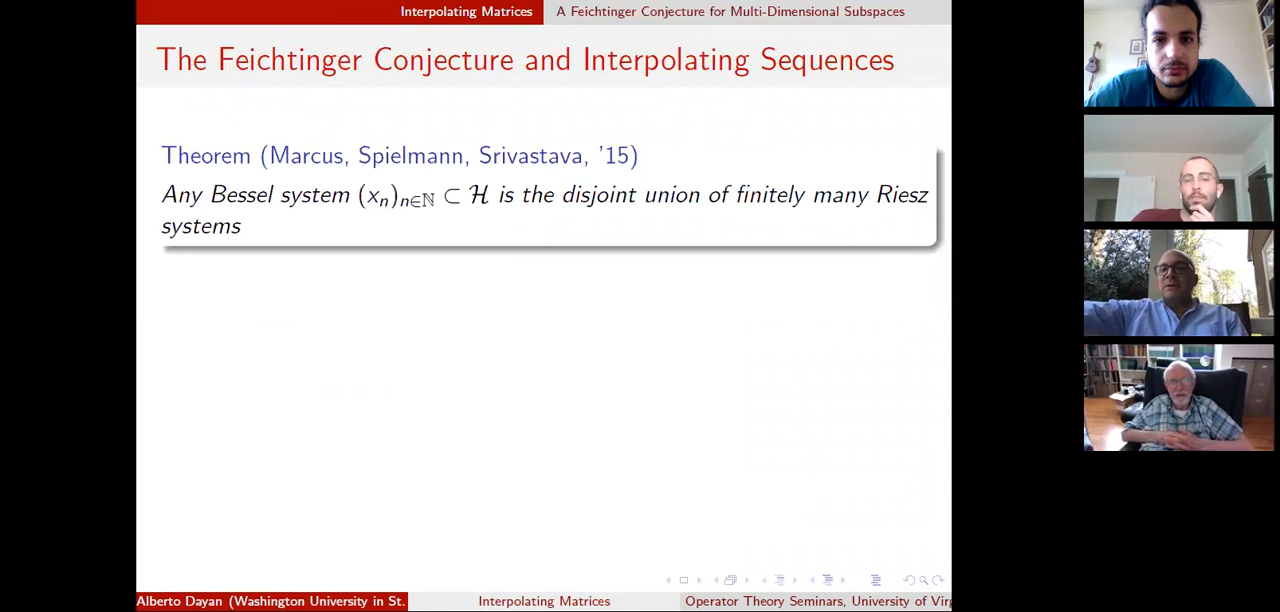 Interpolating Matrices
A Feichtinger Conjecture for Multi-Dimensional Subspaces
The Feichtinger Conjecture and Interpolating Sequences
Theorem (Marcus, Spielmann, Srivastava, '15)
Any Bessel system (xₙ)ₙ∈ℕ ⊂ ℋ is the disjoint union of finitely many Riesz
systems
Alberto Dayan (Washington University in St.
Interpolating Matrices
Operator Theory Seminars, University of Virg